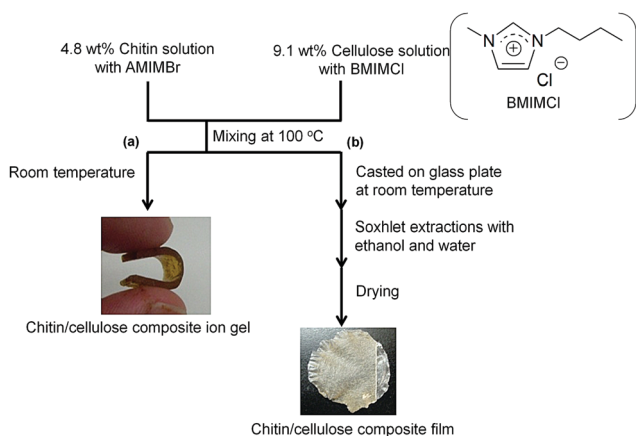 4.8 wt% Chitin solution
with AMIMBr
9.1 wt% Cellulose solution
with BMIMCl
N
N
+
Cl −
BMIMCl
Mixing at 100 °C
(a)
(b)
Room temperature
Casted on glass plate
at room temperature
Soxhlet extractions with
ethanol and water
Drying
Chitin/cellulose composite ion gel
Chitin/cellulose composite film